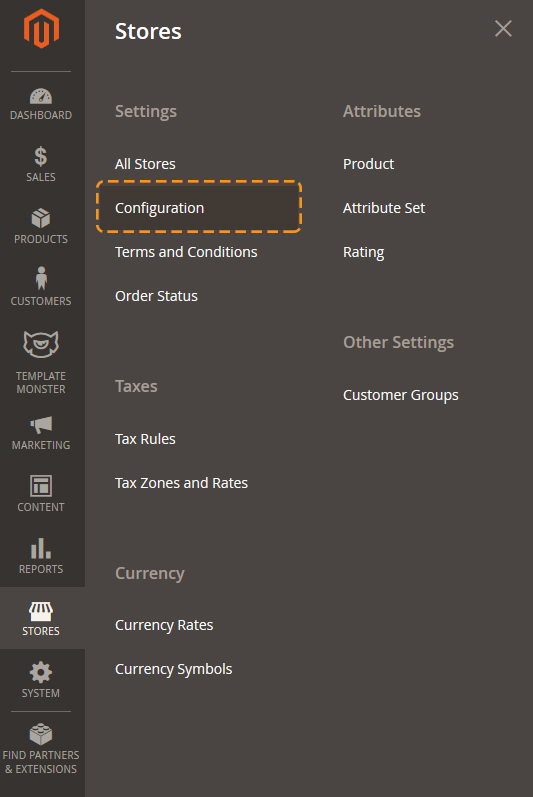 DASHBOARD
SALES
PRODUCTS
CUSTOMERS
TEMPLATE
MONSTER
MARKETING
CONTENT
REPORTS
STORES
SYSTEM
FIND PARTNERS
& EXTENSIONS
Stores
Settings
All Stores
Configuration
Terms and Conditions
Order Status
Taxes
Tax Rules
Tax Zones and Rates
Currency
Currency Rates
Currency Symbols
Attributes
Product
Attribute Set
Rating
Other Settings
Customer Groups